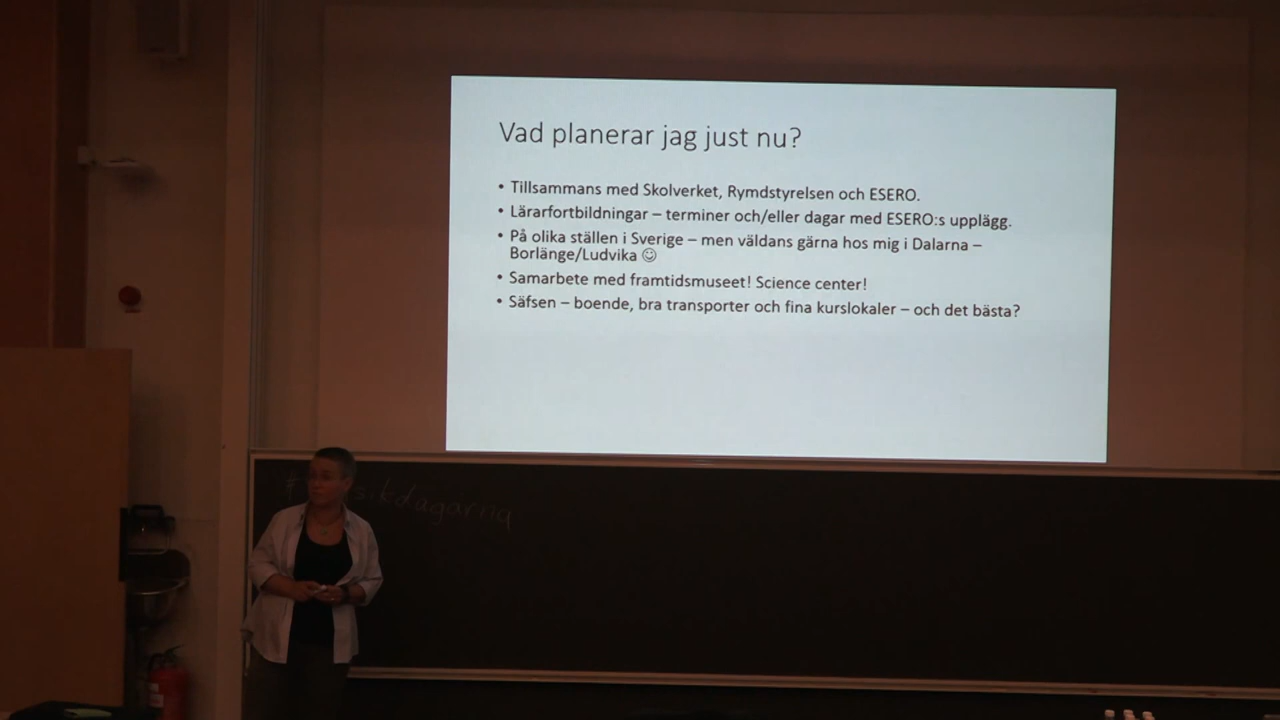 Vad planerar jag just nu?
• Tillsammans med Skolverket, Rymdstyrelsen och ESERO.
• Lärarfortbildningar – terminer och/eller dagar med ESERO:s upplägg.
• På olika ställen i Sverige – men väldans gärna hos mig i Dalarna –
Borlänge/Ludvika ☺
• Samarbete med framtidsmuseet! Science center!
• Säfsen – boende, bra transporter och fina kurslokaler – och det bästa?